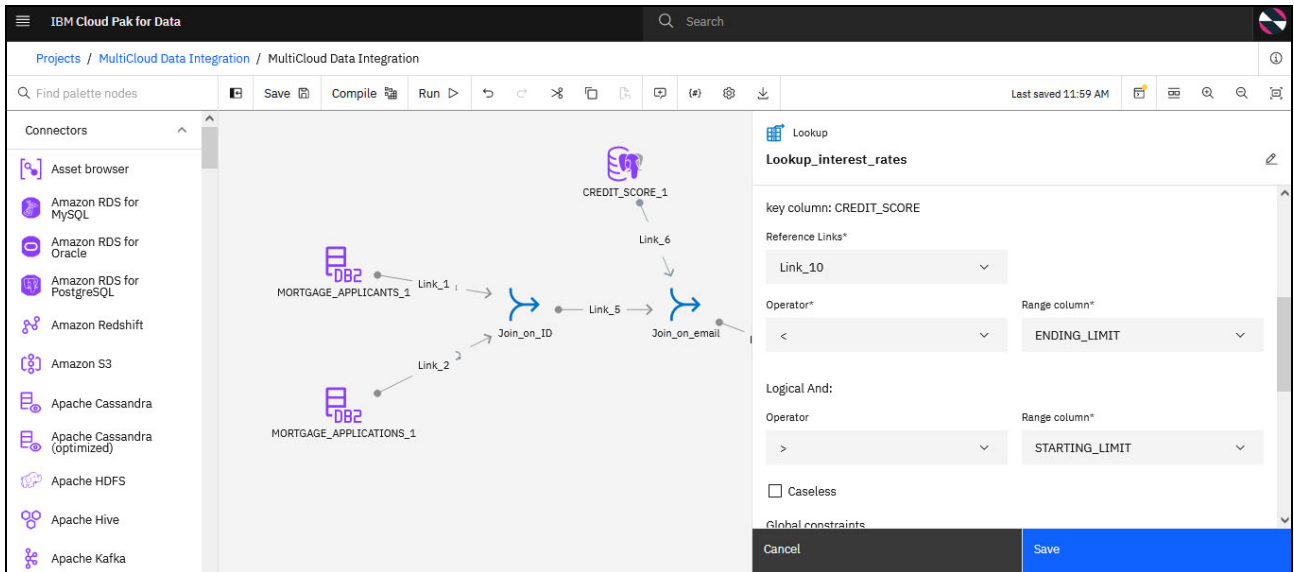 IBM Cloud Pak for Data
Search
Projects / MultiCloud Data Integration / MultiCloud Data Integration
Find palette nodes
Save
Compile
Run
{#}
Last saved 11:59 AM
Connectors
Asset browser
Amazon RDS for
MySQL
Amazon RDS for
Oracle
Amazon RDS for
PostgreSQL
Amazon Redshift
Amazon S3
Apache Cassandra
Apache Cassandra
(optimized)
Apache HDFS
Apache Hive
Apache Kafka
CREDIT_SCORE_1
Link_6
DB2
MORTGAGE_APPLICANTS_1
Link_1
Join_on_ID
Link_5
Join_on_email
Link_2
DB2
MORTGAGE_APPLICATIONS_1
Lookup
Lookup_interest_rates
key column: CREDIT_SCORE
Reference Links*
Link_10
Operator*
Range column*
<
ENDING_LIMIT
Logical And:
Operator
Range column*
>
STARTING_LIMIT
Caseless
Global constraints
Cancel
Save